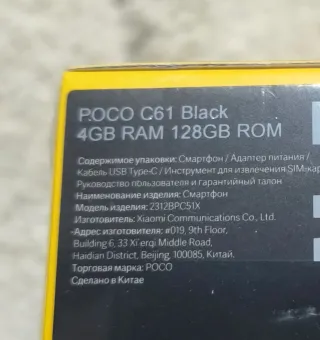 POCO C61 Black
4GB RAM 128GB ROM
Содержимое упаковки: Смартфон / Адаптер питания /
Кабель USB Type-C / Инструмент для извлечения SIM-кар
Руководство пользователя и гарантийный талон
Наименование изделия: Смартфон
Модель изделия: 2312BPC51X
Изготовитель: Xiaomi Communications Co., Ltd.
Адрес изготовителя: #019, 9th Floor,
Building 6, 33 Xi'erqi Middle Road,
Haidian District, Beijing, 100085, Китай.
Торговая марка: POCO
Сделано в Китае